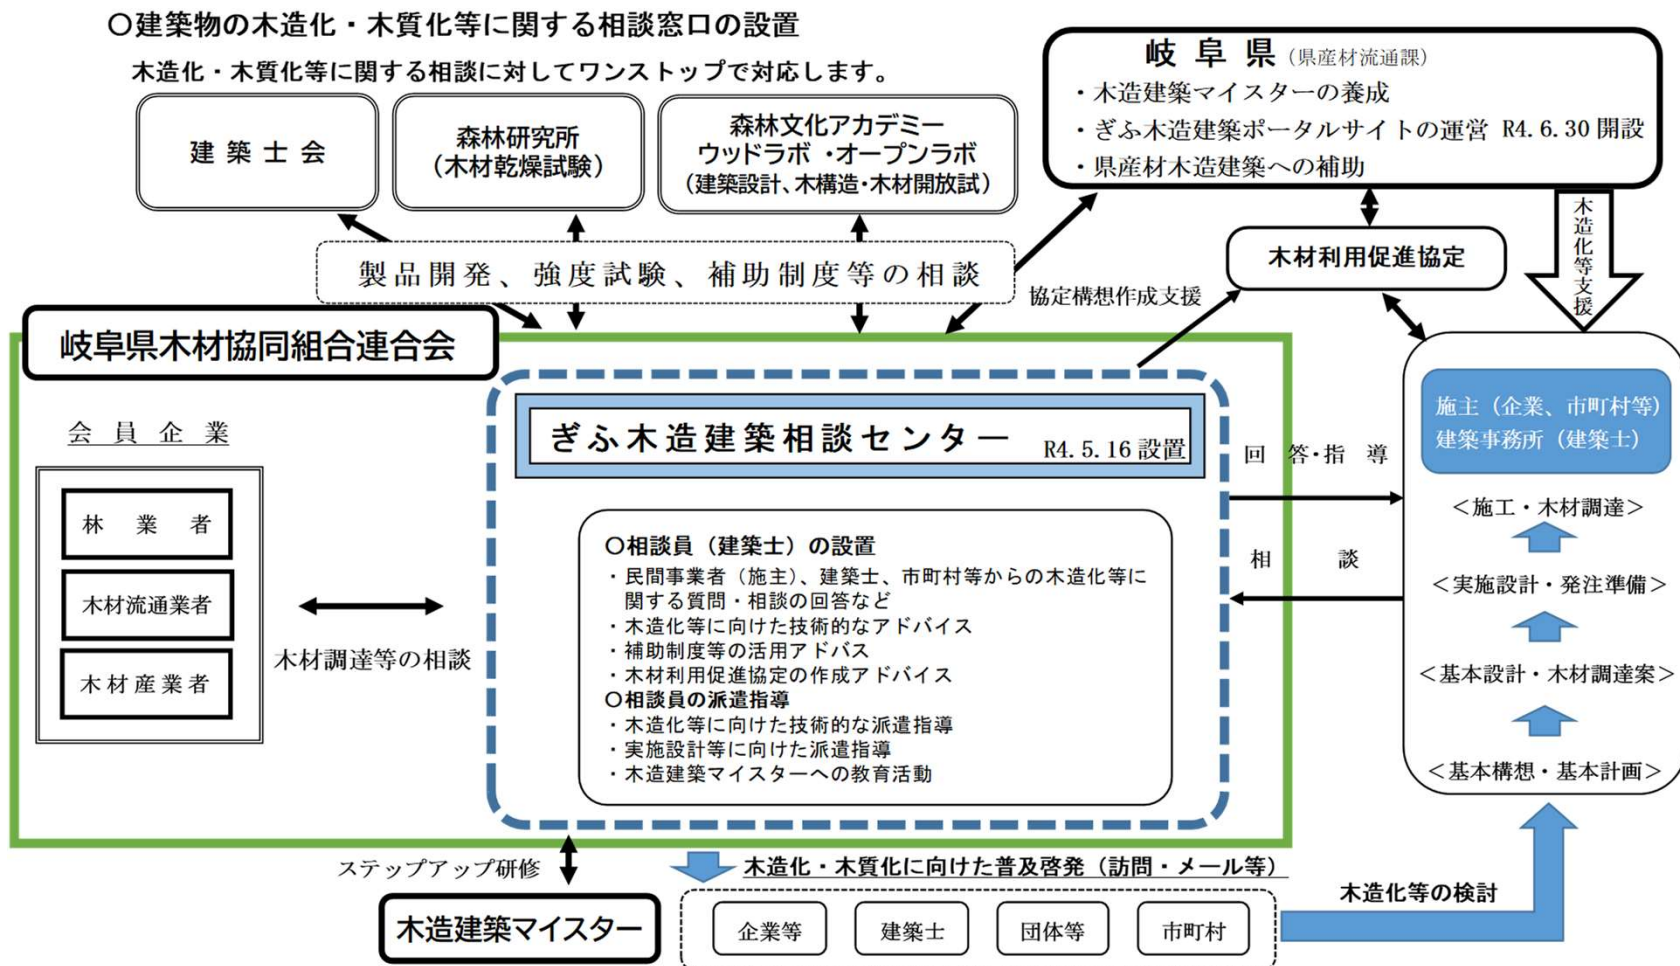 〇建築物の木造化・木質化等に関する相談窓口の設置
木造化・木質化等に関する相談に対してワンストップで対応します。
建築士会
森林研究所
(木材乾燥試験)
森林文化アカデミー
ウッドラボ・オープンラボ
(建築設計、木構造・木材開放試)
岐阜県(県産材流通課)
・木造建築マイスターの養成
・ぎふ木造建築ポータルサイトの運営 R4.6.30開設
・県産材木造建築への補助
製品開発、強度試験、補助制度等の相談
協定構想作成支援
木材利用促進協定
木造化等支援
岐阜県木材協同組合連合会
会員企業
林業者
木材流通業者
木材産業者
木材調達等の相談
ぎふ木造建築相談センター R4.5.16設置
〇相談員(建築士)の設置
・民間事業者(施主)、建築士、市町村等からの木造化等に
関する質問・相談の回答など
・木造化等に向けた技術的なアドバイス
・補助制度等の活用アドバス
・木材利用促進協定の作成アドバイス
〇相談員の派遣指導
・木造化等に向けた技術的な派遣指導
・実施設計等に向けた派遣指導
・木造建築マイスターへの教育活動
回答・指導
相談
施主(企業、市町村等)
建築事務所(建築士)
<施工・木材調達>
<実施設計・発注準備>
<基本設計・木材調達案>
<基本構想・基本計画>
ステップアップ研修
木造建築マイスター
木造化・木質化に向けた普及啓発(訪問・メール等)
企業等
建築士
団体等
市町村
木造化等の検討